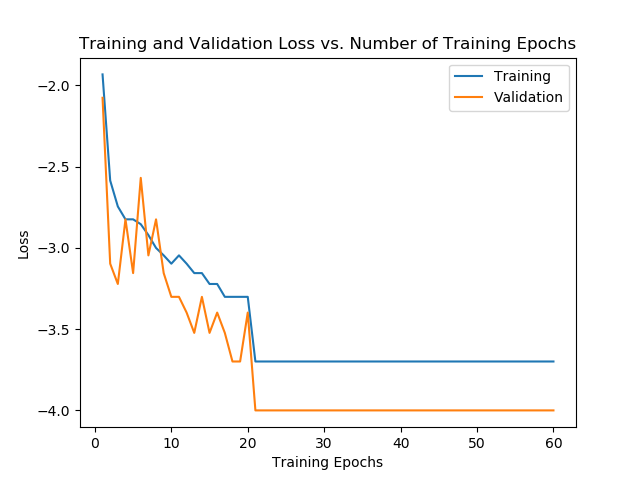 Training and Validation Loss vs. Number of Training Epochs
Training
Validation
−2.0
−2.5
−3.0
−3.5
−4.0
Loss
0 10 20 30 40 50 60
Training Epochs